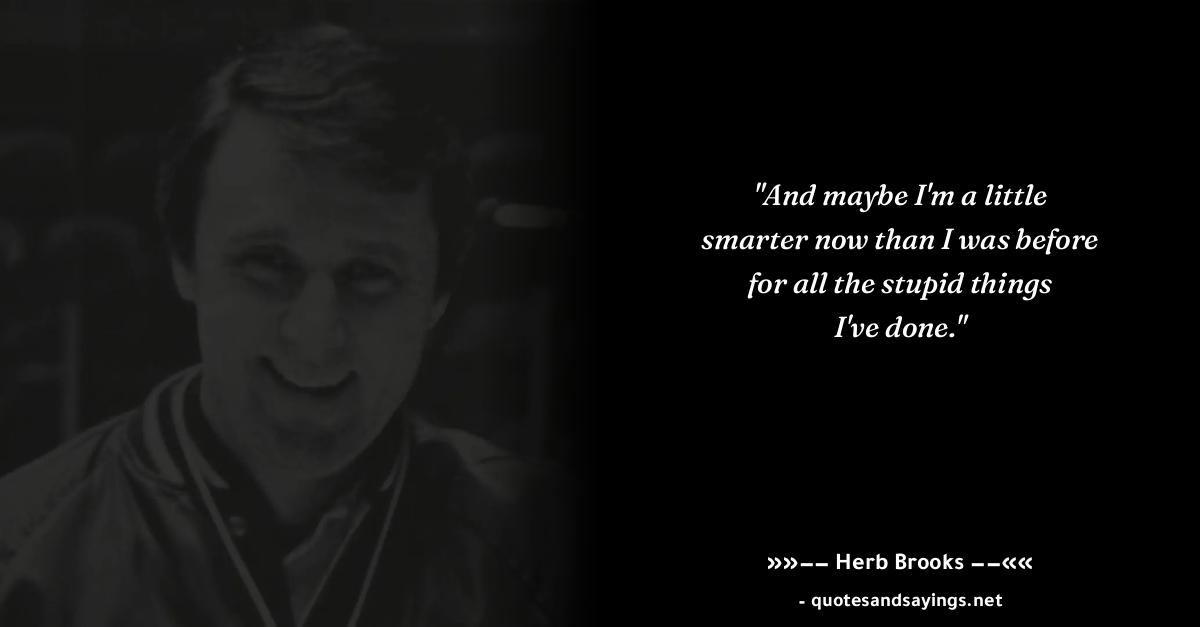 "And maybe I'm a little
smarter now than I was before
for all the stupid things
I've done."
»»−− Herb Brooks −−««
- quotesandsayings.net